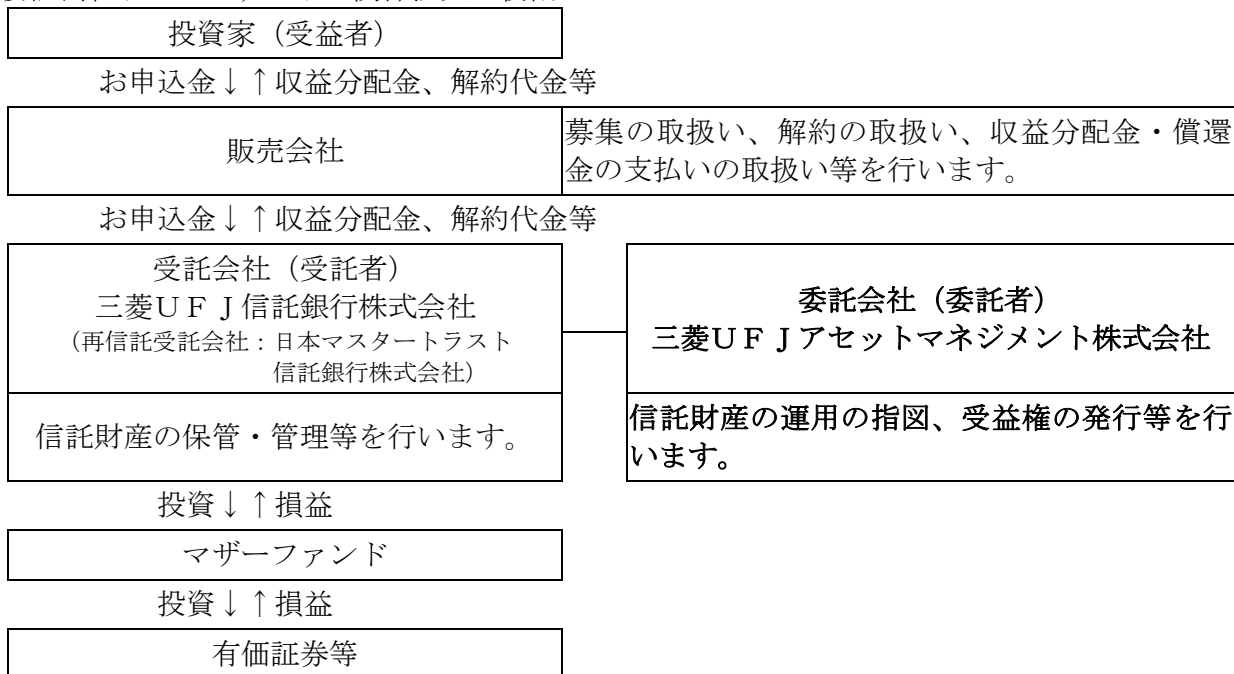 投資家（受益者）
お申込金↓↑収益分配金、解約代金等
販売会社
募集の取扱い、解約の取扱い、収益分配金・償還
金の支払いの取扱い等を行います。
お申込金↓↑収益分配金、解約代金等
受託会社（受託者）
三菱ＵＦＪ信託銀行株式会社
（再信託受託会社：日本マスタートラスト
信託銀行株式会社）
委託会社（委託者）
三菱ＵＦＪアセットマネジメント株式会社
信託財産の保管・管理等を行います。
信託財産の運用の指図、受益権の発行等を行
います。
投資↓↑損益
マザーファンド
投資↓↑損益
有価証券等